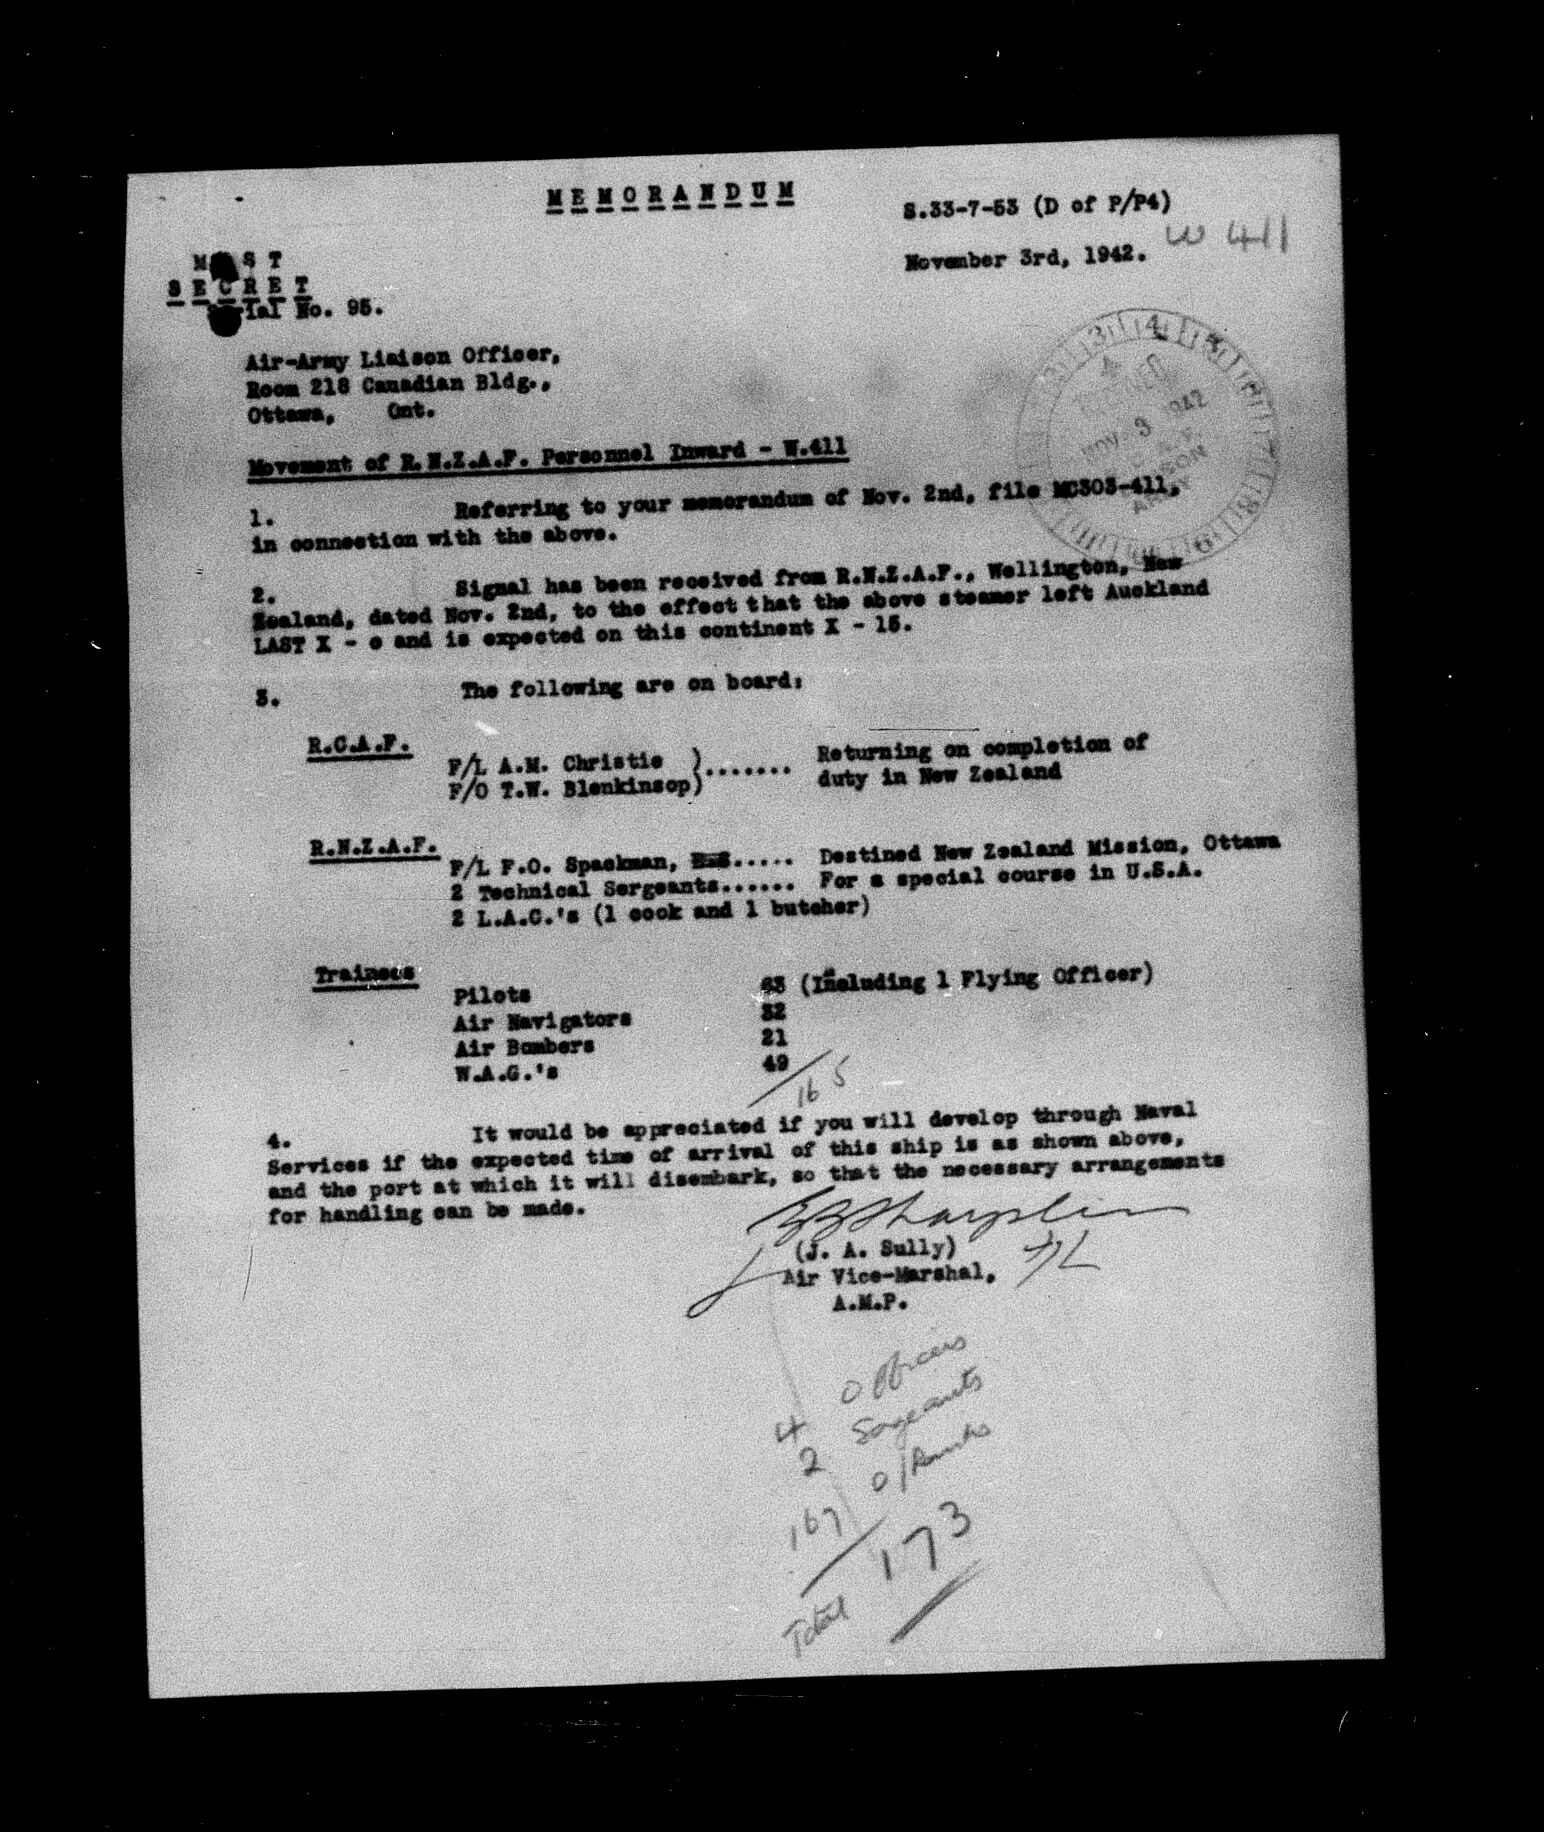 MEMORANDUM
S.33-7-53 (D of P/P4)
W 411
November 3rd, 1942.
M S T
SECRET
No. 95.
Air-Army Liaison Officer,
Room 218 Canadian Bldg.,
Ottawa, Ont.
NOV. 3 1942
Movement of R.N.Z.A.F. Personnel Inward - W.411
1. Referring to your memorandum of Nov. 2nd, file MC303-411,
in connection with the above.
2. Signal has been received from R.N.Z.A.F., Wellington, New
Zealand, dated Nov. 2nd, to the effect that the above steamer left Auckland
LAST X - e and is expected on this continent X - 15.
3. The following are on board:
R.C.A.F.
F/L A.M. Christie ).......
F/O T.W. Blenkinsop)
Returning on completion of
duty in New Zealand
R.N.Z.A.F.
F/L F.O. Spackman, ..... Destined New Zealand Mission, Ottawa
2 Technical Sergeants...... For a special course in U.S.A.
2 L.A.C.'s (1 cook and 1 butcher)
Trainees
Pilots 63 (Including 1 Flying Officer)
Air Navigators 32
Air Bombers 21
W.A.G.'s 49
165
4. It would be appreciated if you will develop through Naval
Services if the expected time of arrival of this ship is as shown above,
and the port at which it will disembark, so that the necessary arrangements
for handling can be made.
(J. A. Sully)
Air Vice-Marshal,
A.M.P.
4 Officers
2 Sergeants
167 O/Ranks
Total 173